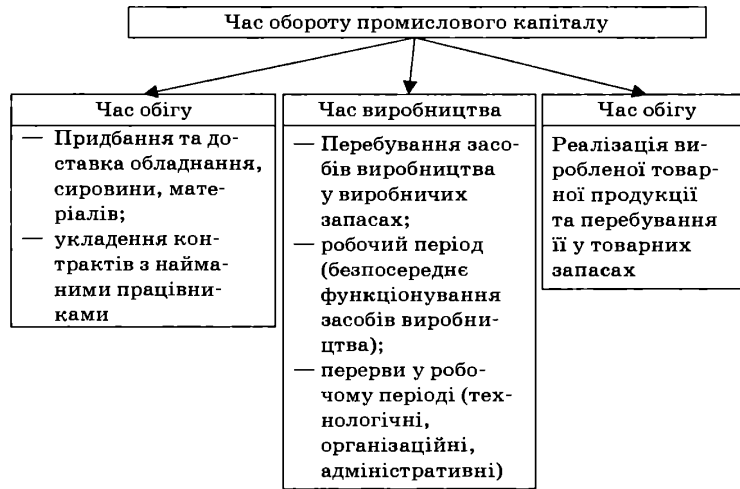 Час обороту промислового капіталу
Час обігу
— Придбання та до-
ставка обладнання,
сировини, мате-
ріалів;
— укладення кон-
трактів з найма-
ними працівни-
ками
Час виробництва
— Перебування засо-
бів виробництва
у виробничих
запасах;
— робочий період
(безпосереднє
функціонування
засобів виробни-
цтва);
— перерви у робо-
чому періоді (тех-
нологічні,
організаційні,
адміністративні)
Час обігу
Реалізація ви-
робленої товар-
ної продукції
та перебування
її у товарних
запасах